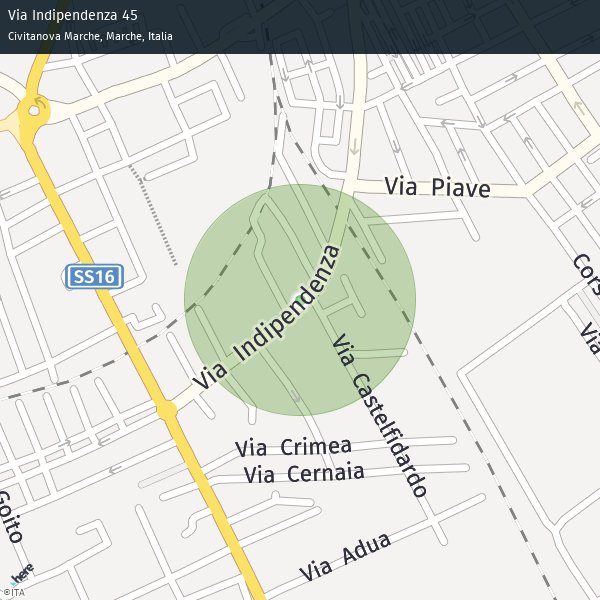 Via Indipendenza 45
Civitanova Marche, Marche, Italia
Via Piave
SS16
Via Indipendenza
Cors
Via
Via Castelfidardo
Via Crimea
Via Cernaia
Goito
Via Adua
here
©ITA